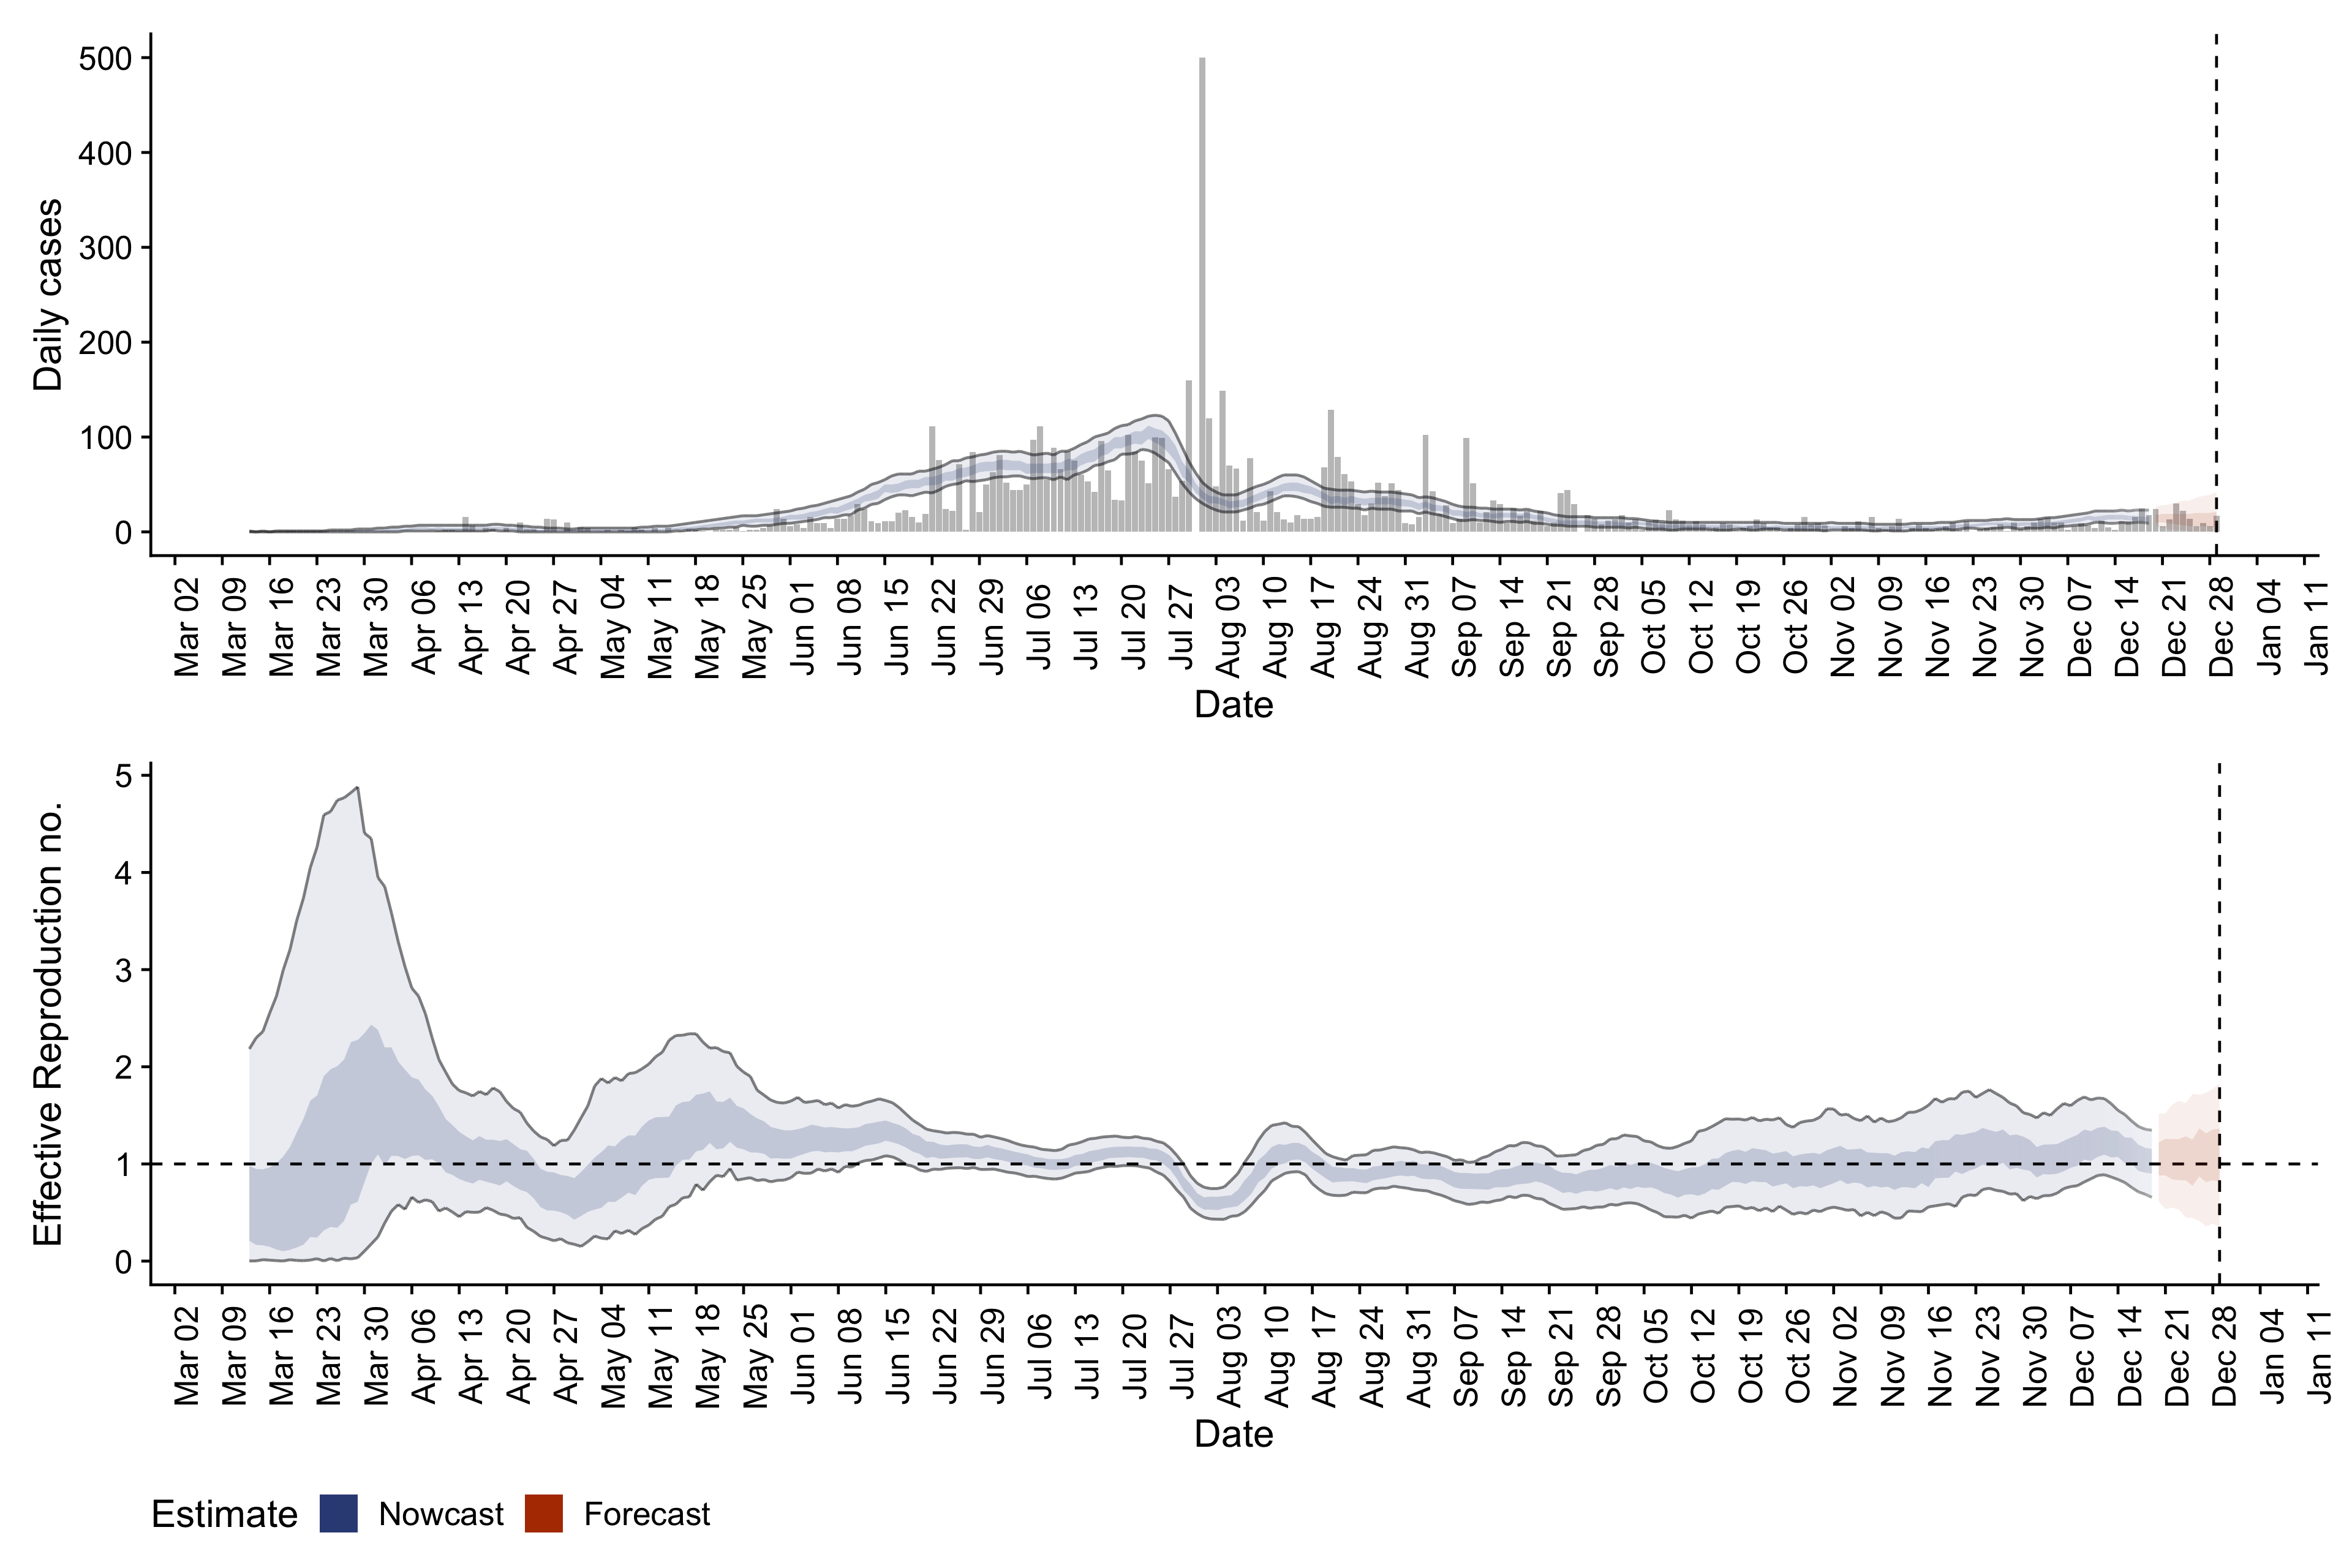 Daily cases
500
400
300
200
100
0
Mar 02 Mar 09 Mar 16 Mar 23 Mar 30 Apr 06 Apr 13 Apr 20 Apr 27 May 04 May 11 May 18 May 25 Jun 01 Jun 08 Jun 15 Jun 22 Jun 29 Jul 06 Jul 13 Jul 20 Jul 27 Aug 03 Aug 10 Aug 17 Aug 24 Aug 31 Sep 07 Sep 14 Sep 21 Sep 28 Oct 05 Oct 12 Oct 19 Oct 26 Nov 02 Nov 09 Nov 16 Nov 23 Nov 30 Dec 07 Dec 14 Dec 21 Dec 28 Jan 04 Jan 11
Date
Effective Reproduction no.
5
4
3
2
1
0
Mar 02 Mar 09 Mar 16 Mar 23 Mar 30 Apr 06 Apr 13 Apr 20 Apr 27 May 04 May 11 May 18 May 25 Jun 01 Jun 08 Jun 15 Jun 22 Jun 29 Jul 06 Jul 13 Jul 20 Jul 27 Aug 03 Aug 10 Aug 17 Aug 24 Aug 31 Sep 07 Sep 14 Sep 21 Sep 28 Oct 05 Oct 12 Oct 19 Oct 26 Nov 02 Nov 09 Nov 16 Nov 23 Nov 30 Dec 07 Dec 14 Dec 21 Dec 28 Jan 04 Jan 11
Date
Estimate Nowcast Forecast